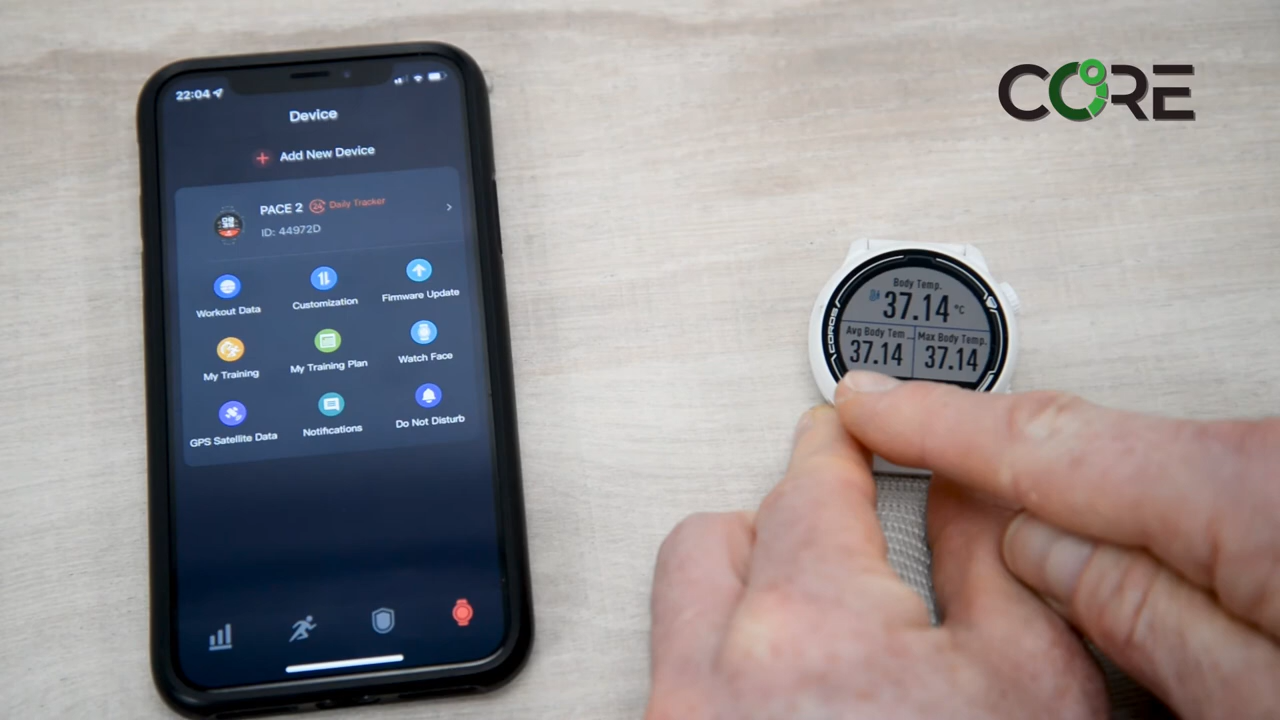 22:04
Device
+ Add New Device
PACE 2 24 Daily Tracker
ID: 44972D
Workout Data
Customization
Firmware Update
My Training
My Training Plan
Watch Face
GPS Satellite Data
Notifications
Do Not Disturb
CORE
COROS
Body Temp.
37.14 °C
Avg Body Tem...
Max Body Temp.
37.14
37.14